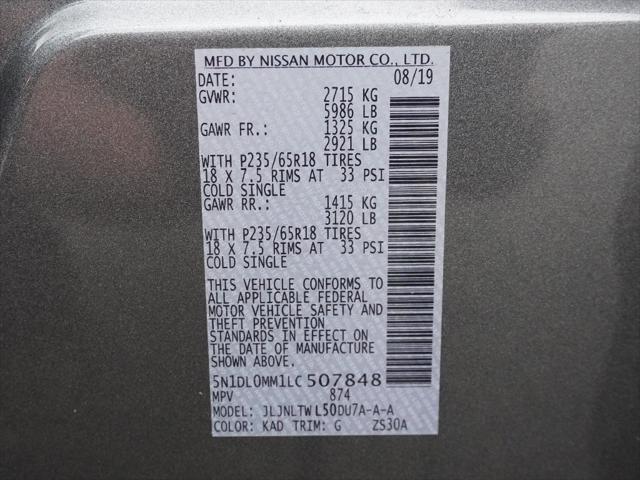 MFD BY NISSAN MOTOR CO., LTD.
DATE: 08/19
GVWR: 2715 KG
5986 LB
GAWR FR.: 1325 KG
2921 LB
WITH P235/65R18 TIRES
18 X 7.5 RIMS AT 33 PSI
COLD SINGLE
GAWR RR.: 1415 KG
3120 LB
WITH P235/65R18 TIRES
18 X 7.5 RIMS AT 33 PSI
COLD SINGLE
THIS VEHICLE CONFORMS TO
ALL APPLICABLE FEDERAL
MOTOR VEHICLE SAFETY AND
THEFT PREVENTION
STANDARDS IN EFFECT ON
THE DATE OF MANUFACTURE
SHOWN ABOVE.
5N1DL0MM1LC507848
MPV 874
MODEL: JLJNLTWL50DU7A-A-A
COLOR: KAD TRIM: G ZS30A